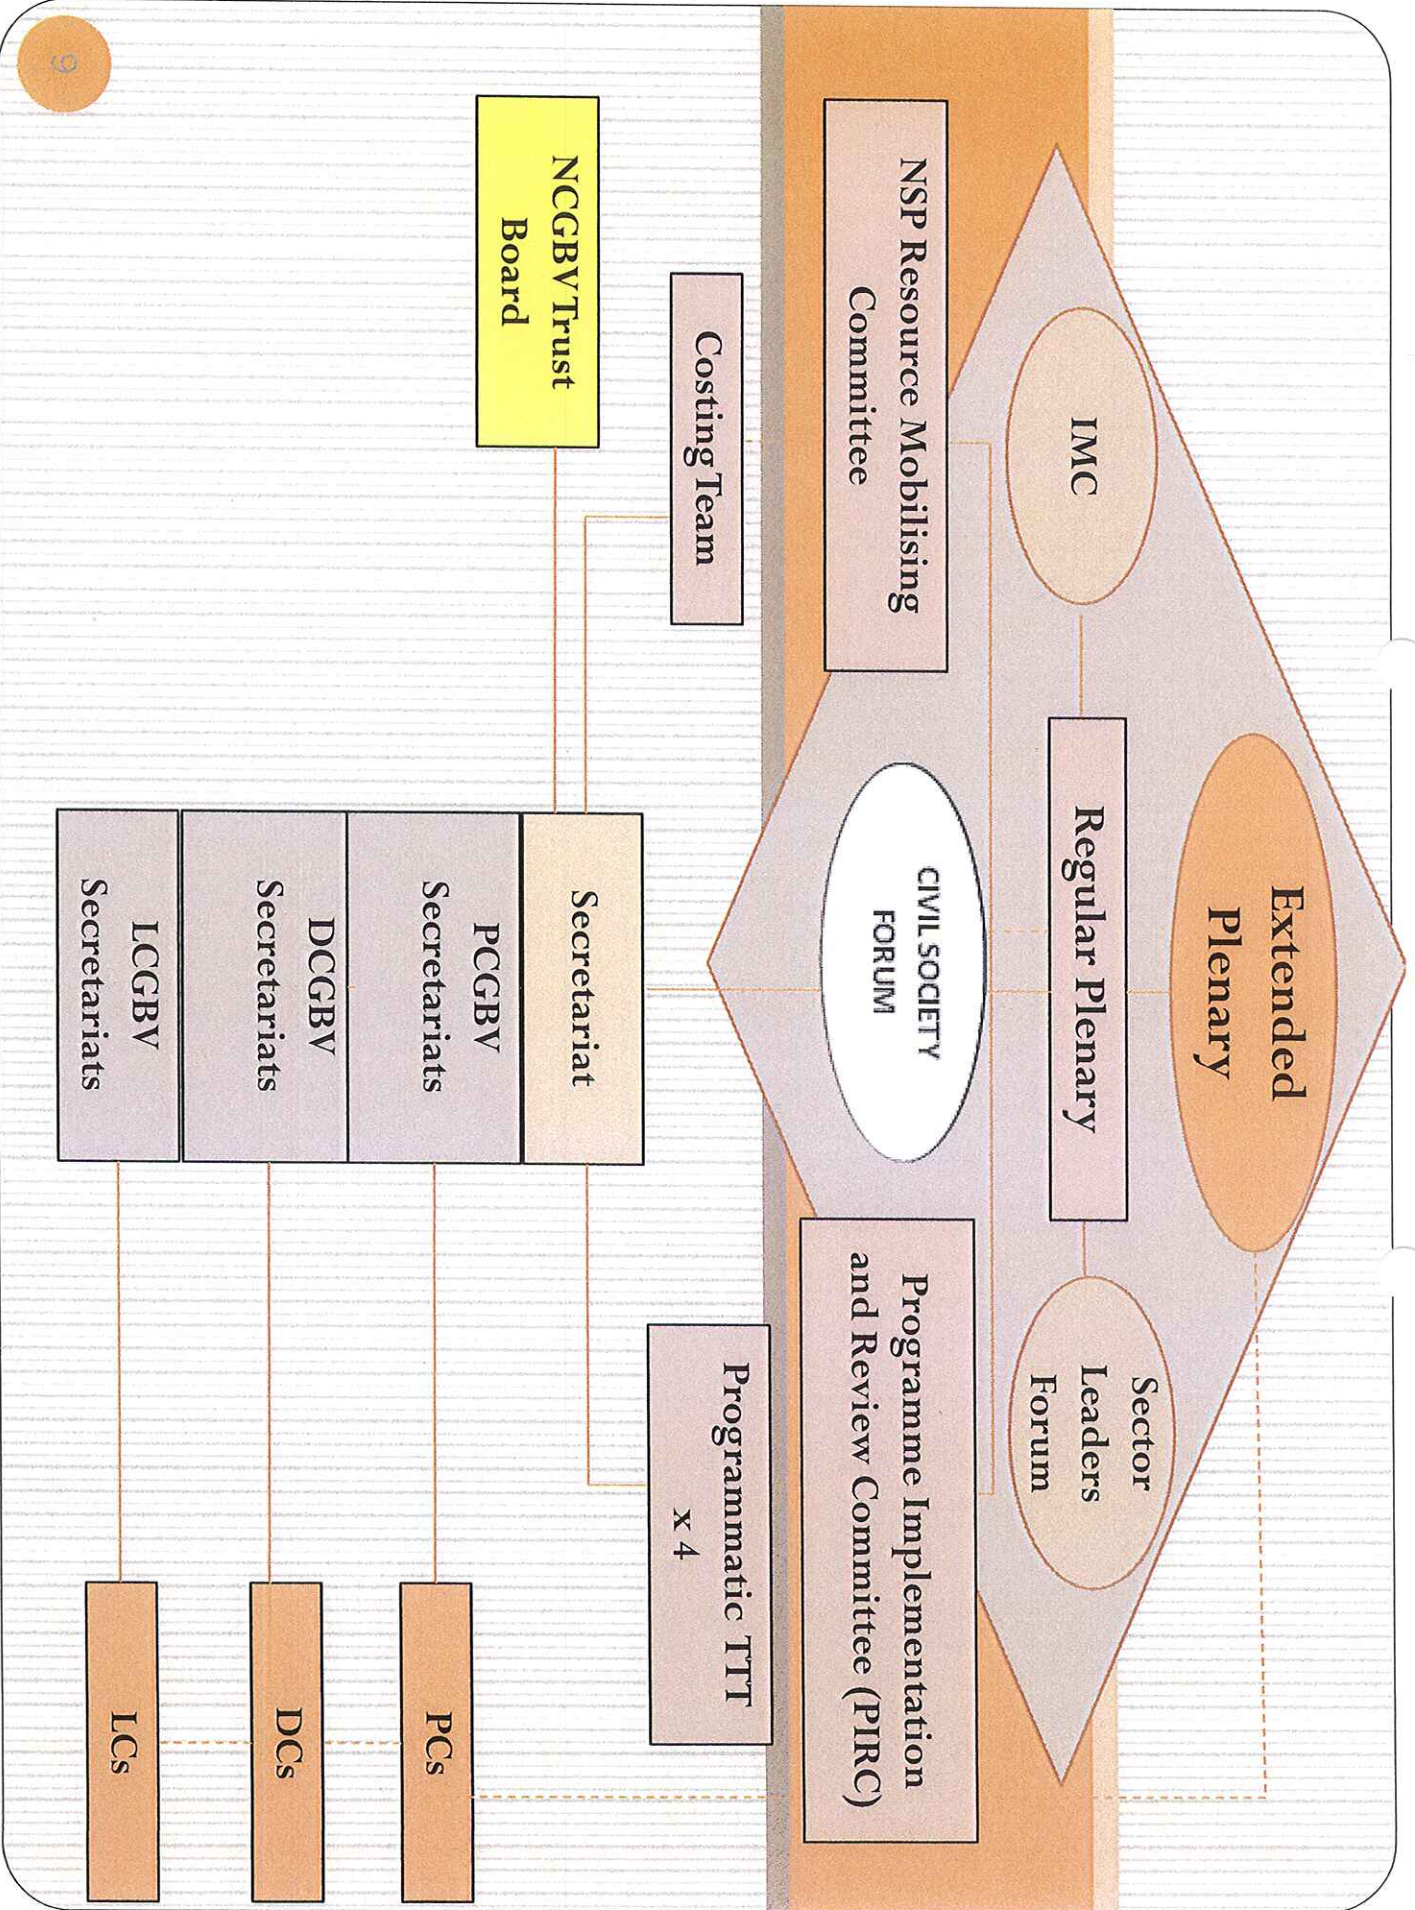 Extended
Plenary
IMC
Regular Plenary
Sector
Leaders
Forum
NSP Resource Mobilising
Committee
CIVIL SOCIETY
FORUM
Programme Implementation
and Review Committee (PIRC)
Costing Team
Programmatic TTT
x 4
NCGBV Trust
Board
Secretariat
PCGBV
Secretariats
PCs
DCGBV
Secretariats
DCs
LCGBV
Secretariats
LCs
9